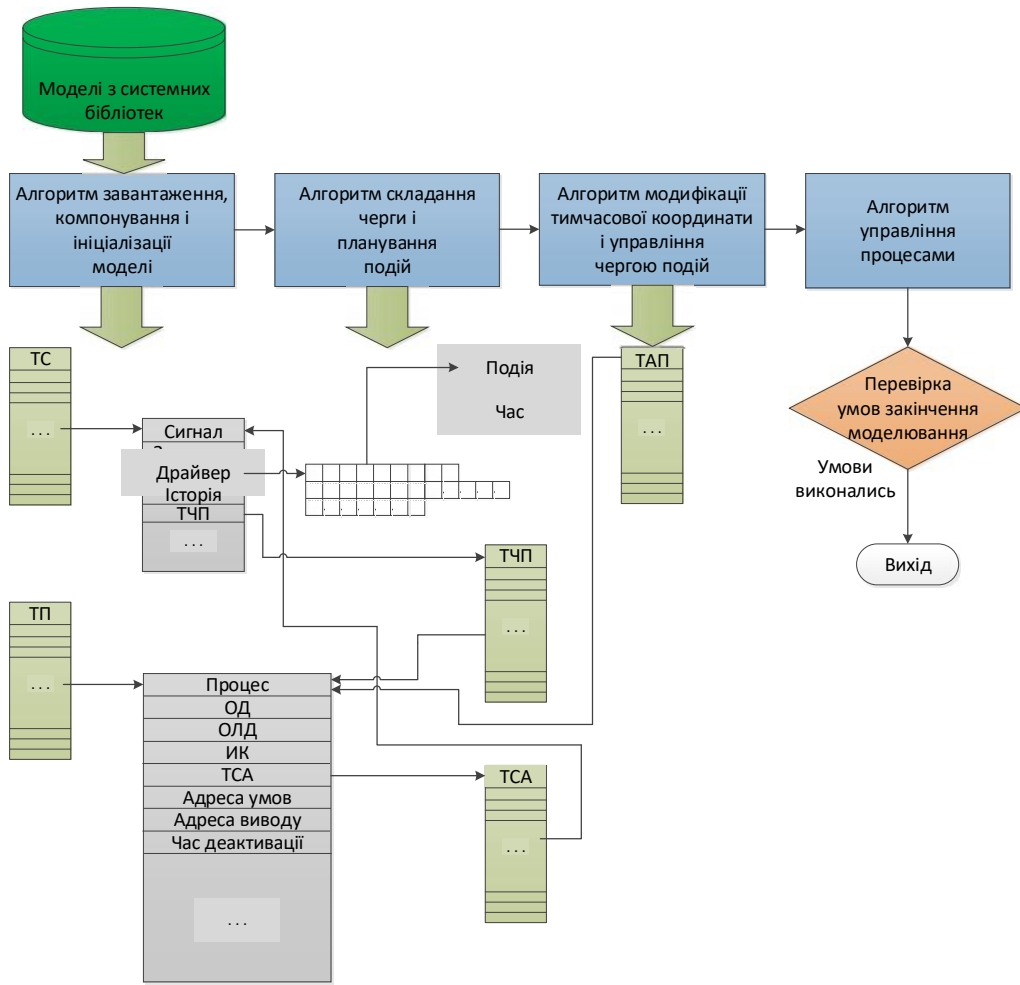 Моделі з системних
бібліотек
Алгоритм завантаження,
компонування і
ініціалізації
моделі
Алгоритм складання
черги і
планування
подій
Алгоритм модифікації
тимчасової координати
і управління
чергою подій
Алгоритм
управління
процесами
ТС
...
Сигнал
Драйвер
Історія
ТЧП
...
Подія
Час
ТАП
...
Перевірка
умов закінчення
моделювання
Умови
виконались
Вихід
ТЧП
...
ТП
...
Процес
ОД
ОЛД
ИК
ТСА
Адреса умов
Адреса виводу
Час деактивації
...
ТСА
...